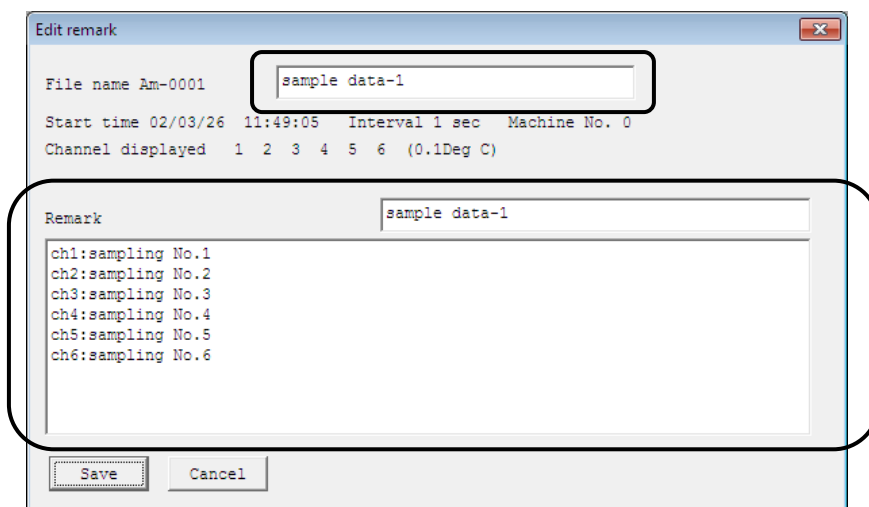 Edit remark
File name Am-0001 sample data-1
Start time 02/03/26 11:49:05 Interval 1 sec Machine No. 0
Channel displayed 1 2 3 4 5 6 (0.1Deg C)
Remark sample data-1
ch1:sampling No.1
ch2:sampling No.2
ch3:sampling No.3
ch4:sampling No.4
ch5:sampling No.5
ch6:sampling No.6
Save Cancel